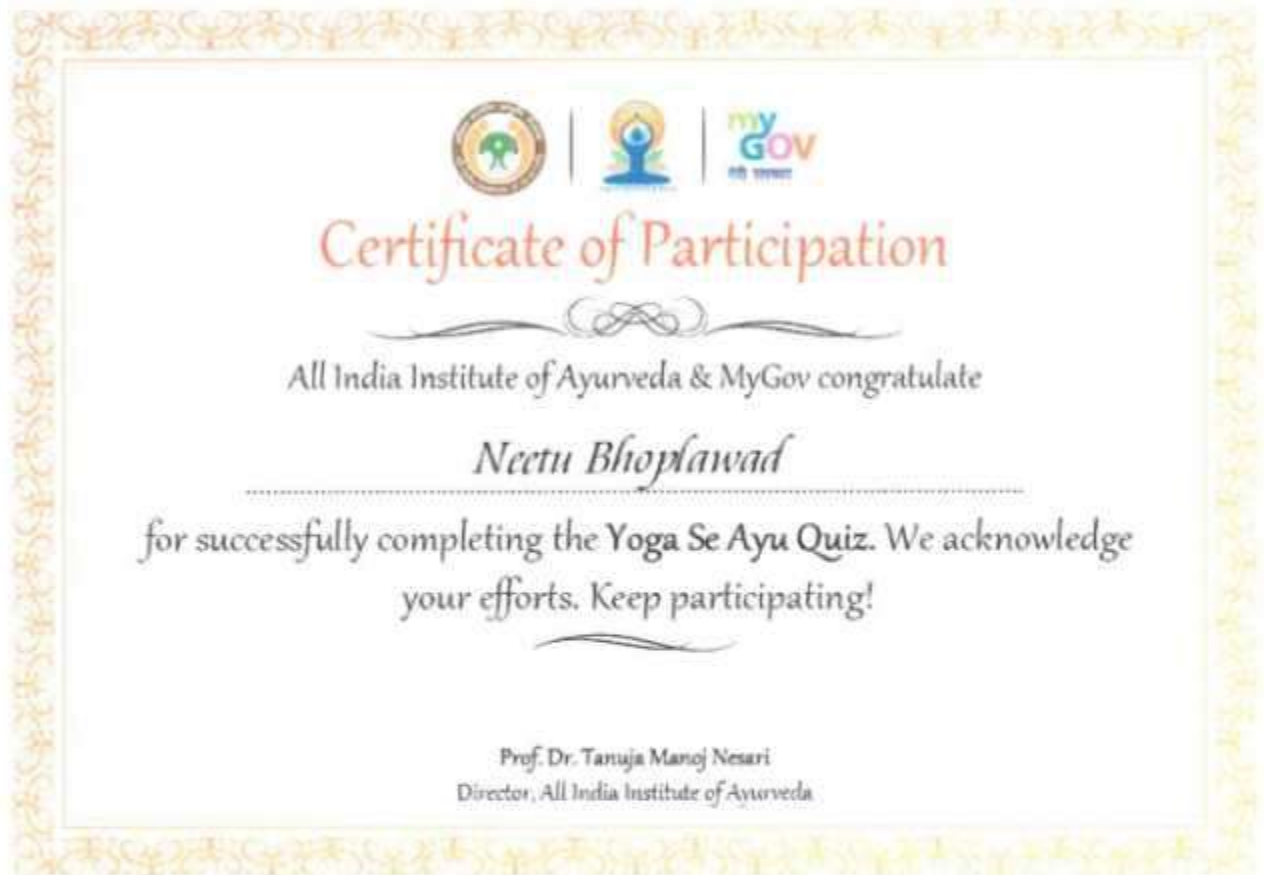 my
GOV
मेरी सरकार
Certificate of Participation
All India Institute of Ayurveda & MyGov congratulate
Neetu Bhoplawad
for successfully completing the Yoga Se Ayu Quiz. We acknowledge
your efforts. Keep participating!
Prof. Dr. Tanuja Manoj Nesari
Director, All India Institute of Ayurveda